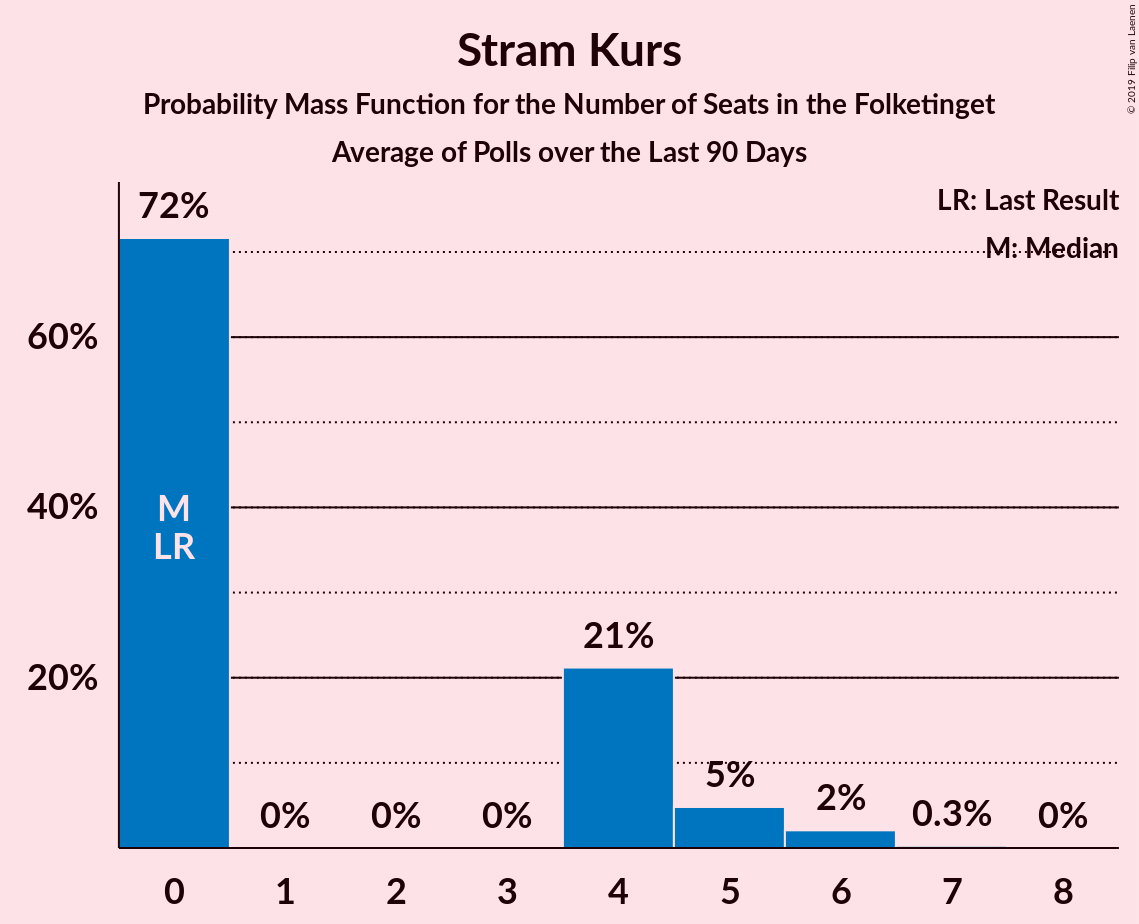 Stram Kurs
Probability Mass Function for the Number of Seats in the Folketinget
Average of Polls over the Last 90 Days
© 2019 Filip van Laenen
LR: Last Result
M: Median
72%
60%
40%
20%
M
LR
0%
0%
0%
21%
5%
2%
0.3%
0%
0
1
2
3
4
5
6
7
8